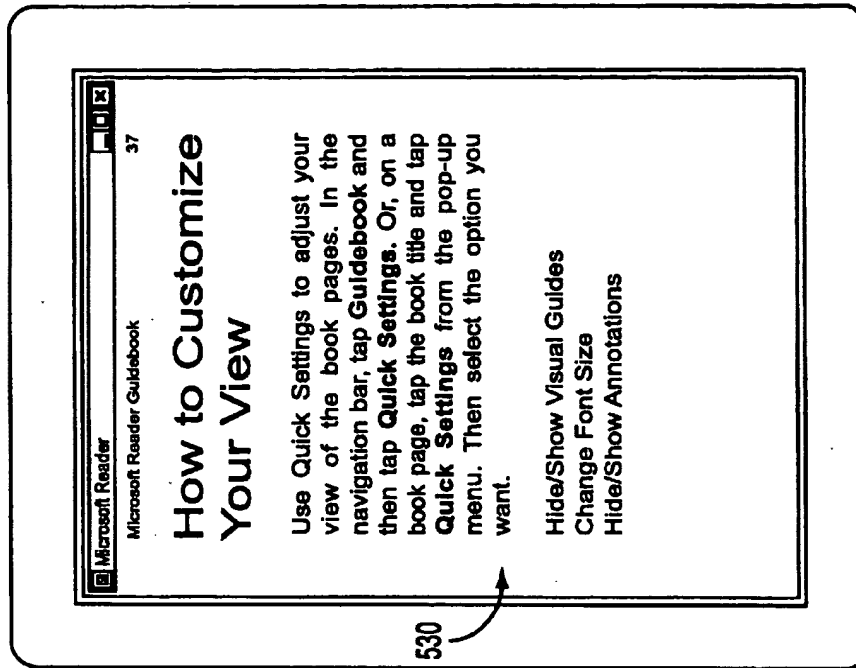 Microsoft Reader
Microsoft Reader Guidebook 37
How to Customize
Your View
Use Quick Settings to adjust your
view of the book pages. In the
navigation bar, tap Guidebook and
then tap Quick Settings. Or, on a
book page, tap the book title and tap
Quick Settings from the pop-up
menu. Then select the option you
want.
Hide/Show Visual Guides
Change Font Size
Hide/Show Annotations
530